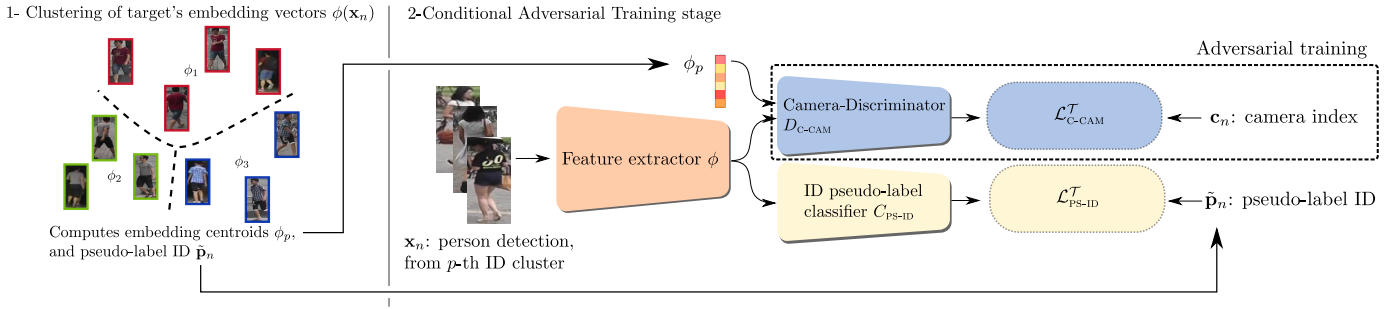 1- Clustering of target's embedding vectors ϕ(𝐱ₙ)
ϕ₁
ϕ₂
ϕ₃
Computes embedding centroids ϕₚ,
and pseudo-label ID 𝐩̃ₙ
2-Conditional Adversarial Training stage
𝐱ₙ: person detection,
from p-th ID cluster
Feature extractor ϕ
ϕₚ
Adversarial training
Camera-Discriminator
D_C-CAM
ℒ^𝒯_C-CAM
𝐜ₙ: camera index
ID pseudo-label
classifier C_PS-ID
ℒ^𝒯_PS-ID
𝐩̃ₙ: pseudo-label ID